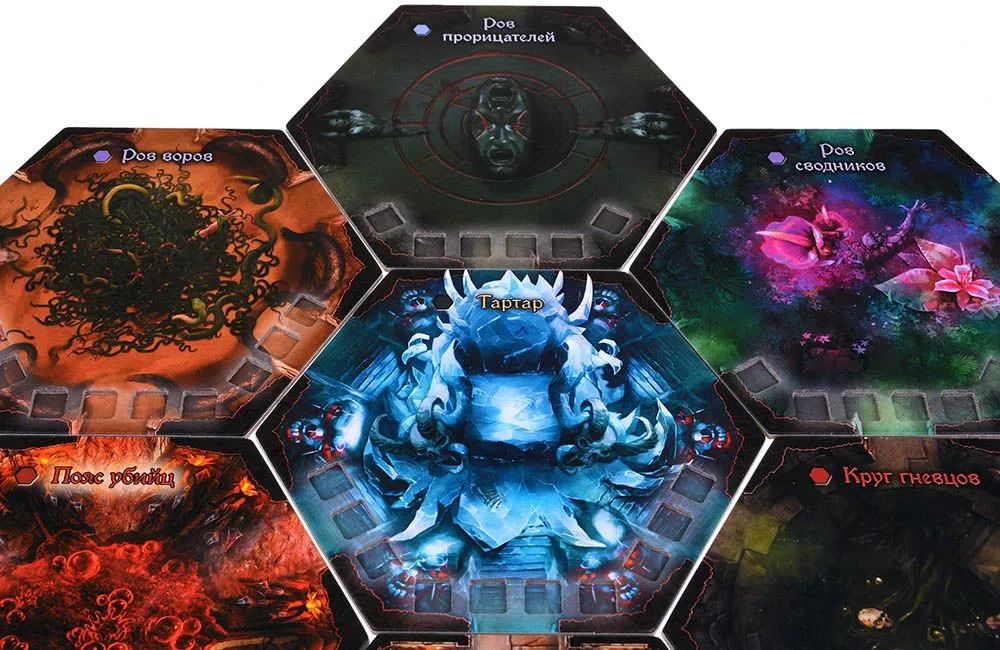 Ров
прорицателей
Ров воров
Ров
сводников
Тартар
Пояс убийц
Круг гневцов